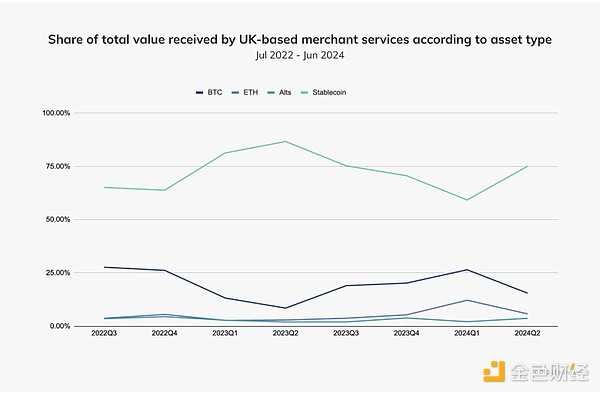 Share of total value received by UK-based merchant services according to asset type
Jul 2022 - Jun 2024
BTC ETH Alts Stablecoin
100.00%
75.00%
50.00%
25.00%
0.00%
2022Q3 2022Q4 2023Q1 2023Q2 2023Q3 2023Q4 2024Q1 2024Q2
金色财经